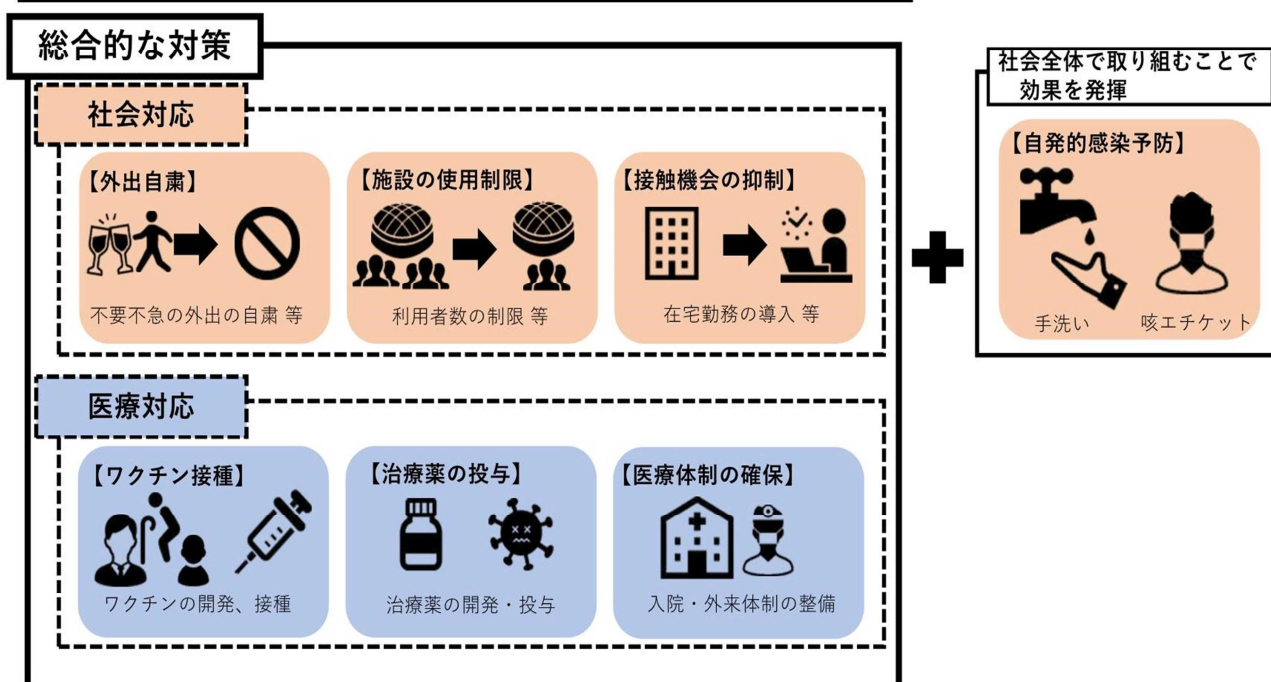 総合的な対策
社会対応
【外出自粛】
不要不急の外出の自粛 等
【施設の使用制限】
利用者数の制限 等
【接触機会の抑制】
在宅勤務の導入 等
医療対応
【ワクチン接種】
ワクチンの開発、接種
【治療薬の投与】
治療薬の開発・投与
【医療体制の確保】
入院・外来体制の整備
社会全体で取り組むことで
効果を発揮
【自発的感染予防】
手洗い
咳エチケット